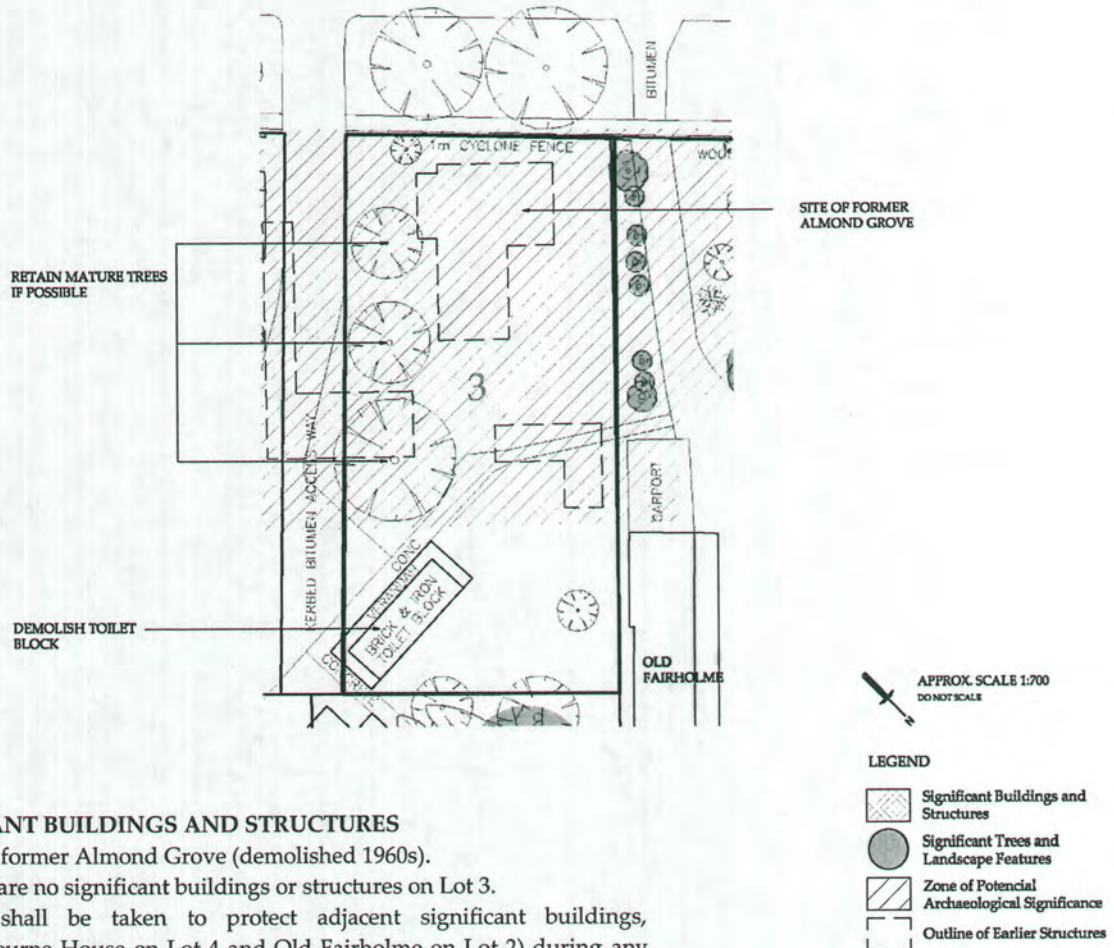 BITUMEN
1m CYCLONE FENCE
SITE OF FORMER
ALMOND GROVE
RETAIN MATURE TREES
IF POSSIBLE
3
KERBED BITUMEN ACCESS WAY
CARPORT
CONC
VERANDAH
BRICK & IRON
TOILET BLOCK
DEMOLISH TOILET
BLOCK
OLD
FAIRHOLME
APPROX. SCALE 1:700
DO NOT SCALE
N
LEGEND
Significant Buildings and
Structures
Significant Trees and
Landscape Features
Zone of Potencial
Archaeological Significance
Outline of Earlier Structures
ANT BUILDINGS AND STRUCTURES
former Almond Grove (demolished 1960s).
are no significant buildings or structures on Lot 3.
shall be taken to protect adjacent significant buildings,
ourne House on Lot 4 and Old Fairholme on Lot 2) during any